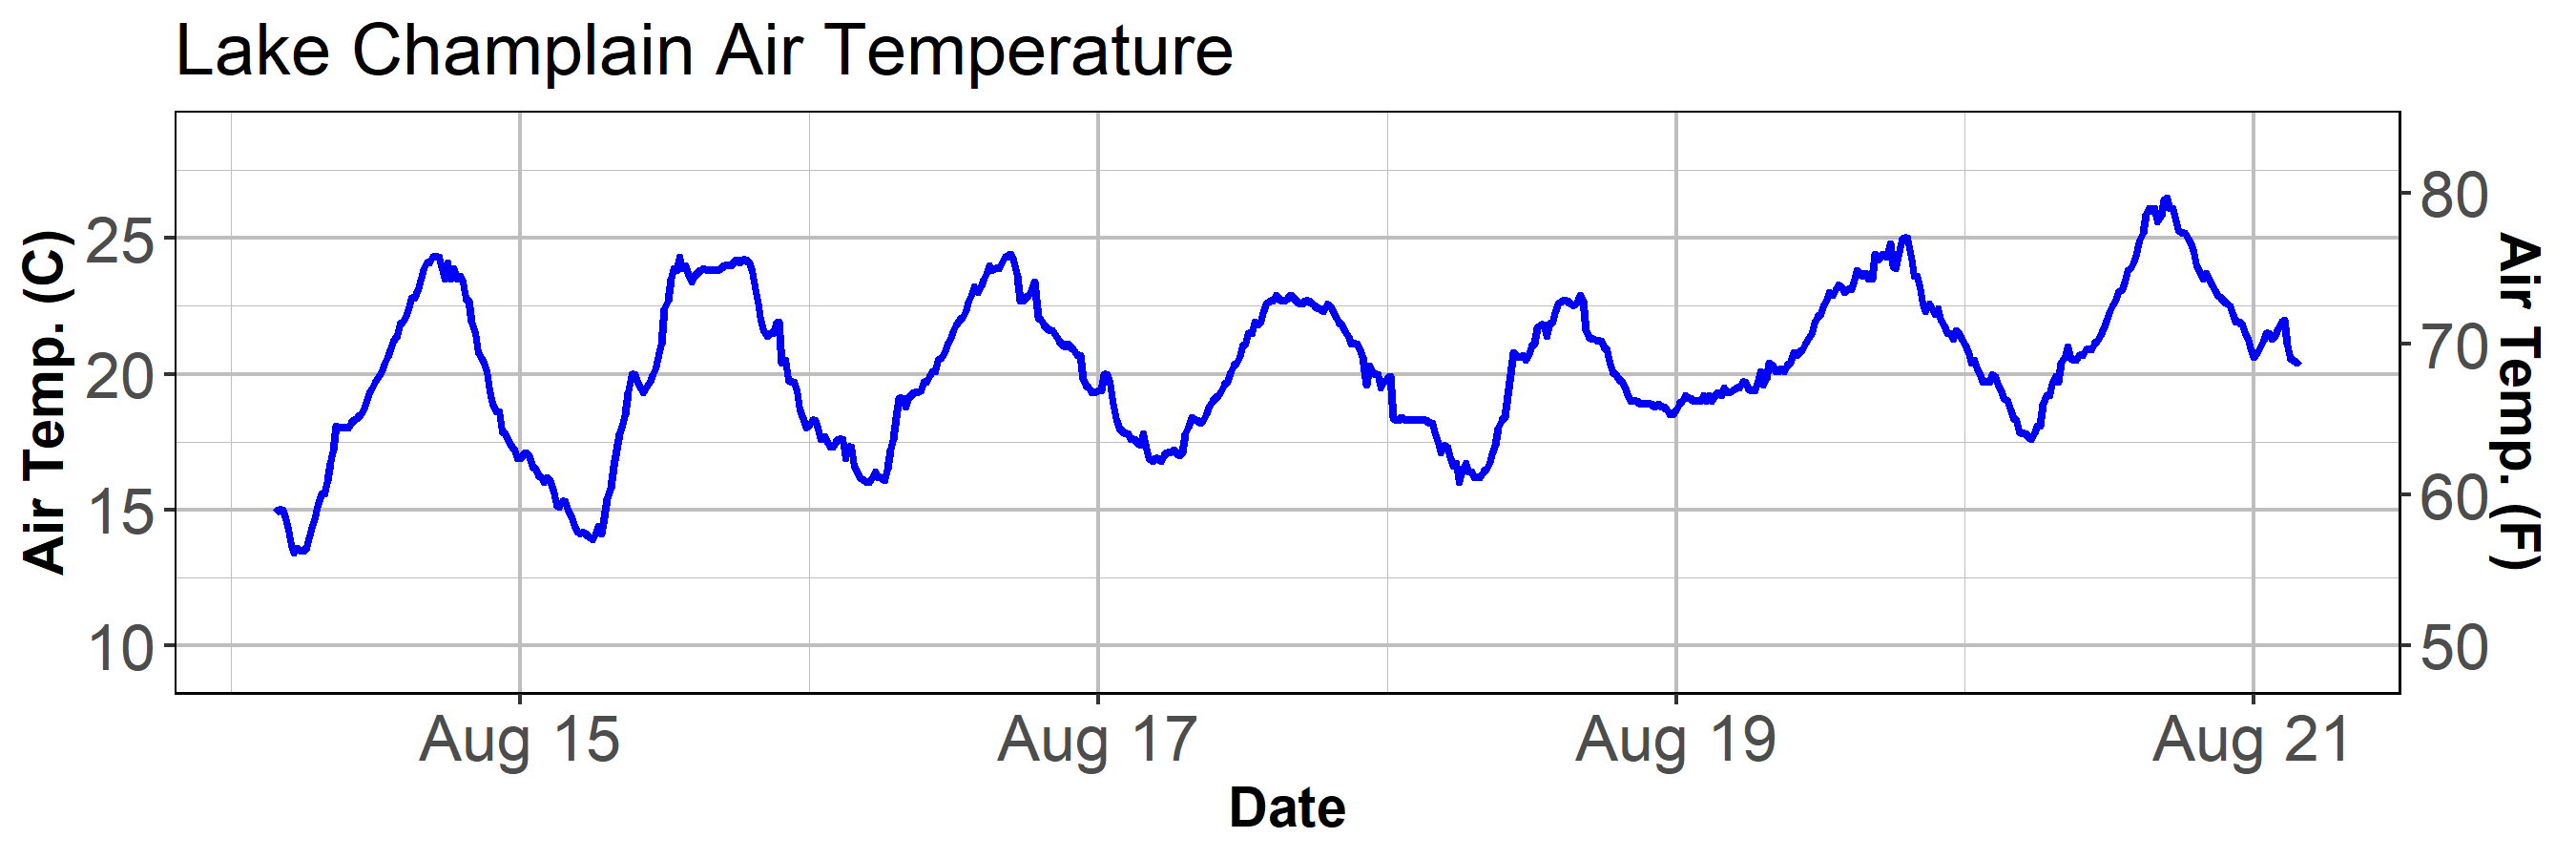 Lake Champlain Air Temperature
Air Temp. (C)
25
20
15
10
80
70
60
50
Air Temp. (F)
Aug 15 Aug 17 Aug 19 Aug 21
Date